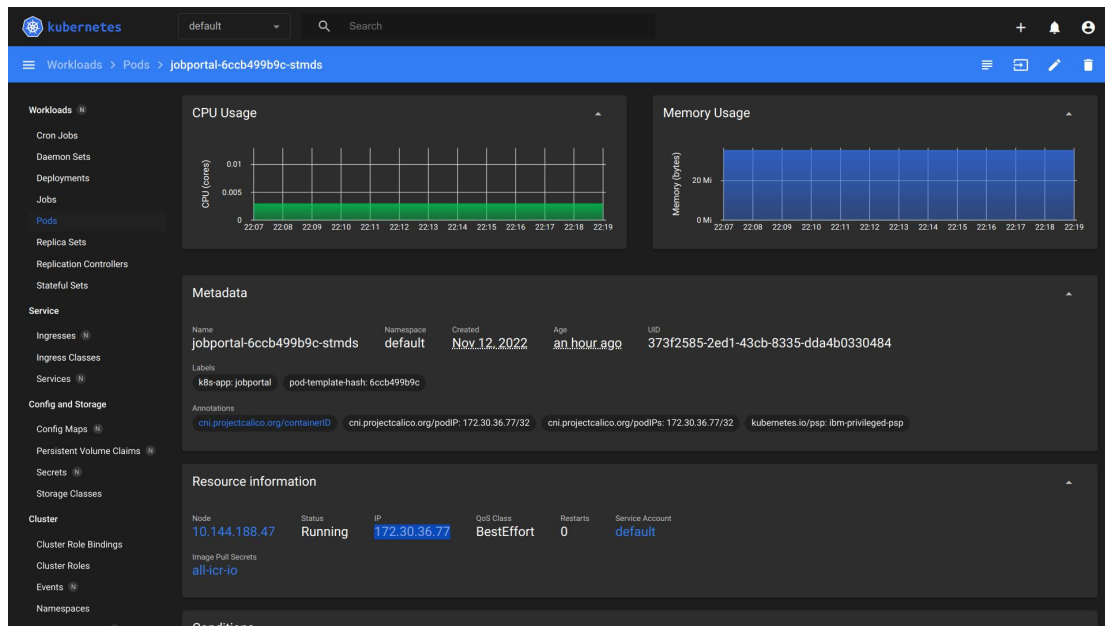 kubernetes
default
Search
Workloads > Pods > jobportal-6ccb499b9c-stmds
Workloads N
Cron Jobs
Daemon Sets
Deployments
Jobs
Pods
Replica Sets
Replication Controllers
Stateful Sets
Service
Ingresses N
Ingress Classes
Services N
Config and Storage
Config Maps N
Persistent Volume Claims N
Secrets N
Storage Classes
Cluster
Cluster Role Bindings
Cluster Roles
Events N
Namespaces
CPU Usage
CPU (cores)
0.01
0.005
0
22:07 22:08 22:09 22:10 22:11 22:12 22:13 22:14 22:15 22:16 22:17 22:18 22:19
Memory Usage
Memory (bytes)
20 Mi
0 Mi
22:07 22:08 22:09 22:10 22:11 22:12 22:13 22:14 22:15 22:16 22:17 22:18 22:19
Metadata
Name Namespace Created Age UID
jobportal-6ccb499b9c-stmds default Nov 12, 2022 an hour ago 373f2585-2ed1-43cb-8335-dda4b0330484
Labels
k8s-app: jobportal pod-template-hash: 6ccb499b9c
Annotations
cni.projectcalico.org/containerID cni.projectcalico.org/podIP: 172.30.36.77/32 cni.projectcalico.org/podIPs: 172.30.36.77/32 kubernetes.io/psp: ibm-privileged-psp
Resource information
Node Status IP QoS Class Restarts Service Account
10.144.188.47 Running 172.30.36.77 BestEffort 0 default
Image Pull Secrets
all-icr-io
Conditions